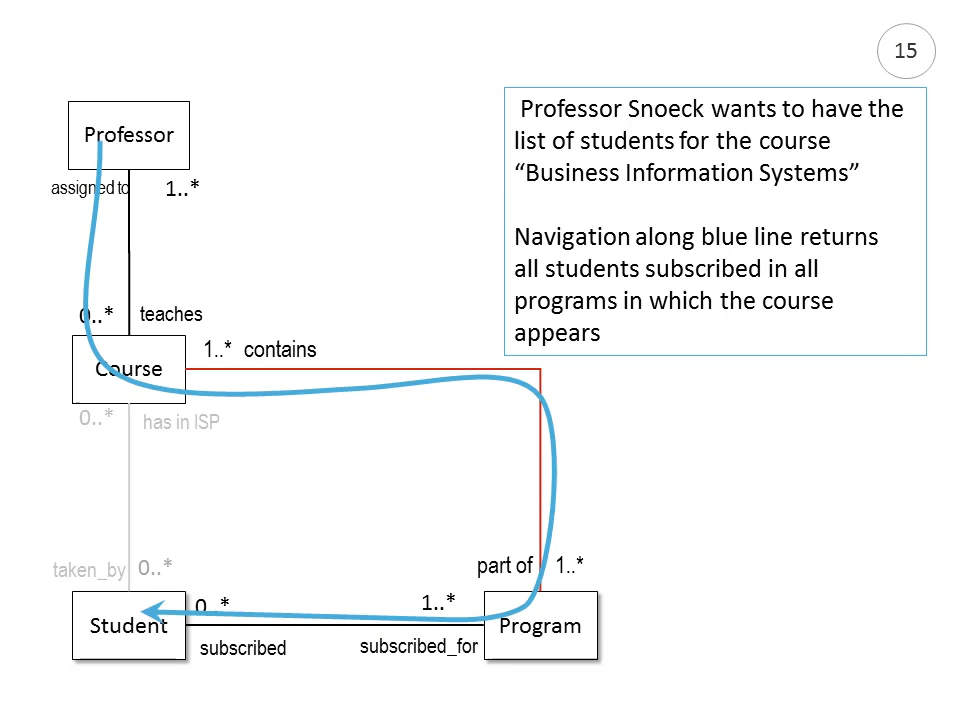 15
Professor Snoeck wants to have the
list of students for the course
“Business Information Systems”
Navigation along blue line returns
all students subscribed in all
programs in which the course
appears
Professor
assigned to
1..*
0..*
teaches
Course
1..* contains
0..*
has in ISP
taken_by
0..*
part of
1..*
Student
0..*
subscribed
1..*
subscribed_for
Program